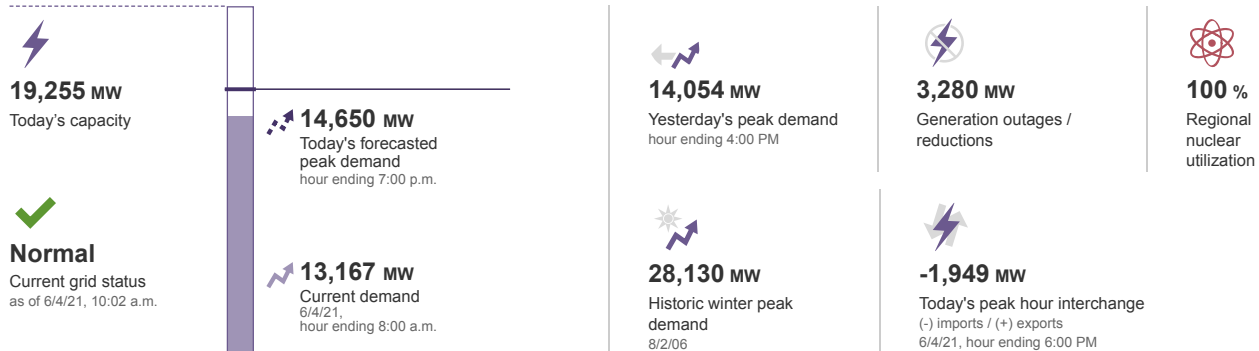 19,255 MW
Today's capacity
Normal
Current grid status
as of 6/4/21, 10:02 a.m.
14,650 MW
Today's forecasted
peak demand
hour ending 7:00 p.m.
13,167 MW
Current demand
6/4/21,
hour ending 8:00 a.m.
14,054 MW
Yesterday's peak demand
hour ending 4:00 PM
3,280 MW
Generation outages /
reductions
100 %
Regional
nuclear
utilization
28,130 MW
Historic winter peak
demand
8/2/06
-1,949 MW
Today's peak hour interchange
(-) imports / (+) exports
6/4/21, hour ending 6:00 PM